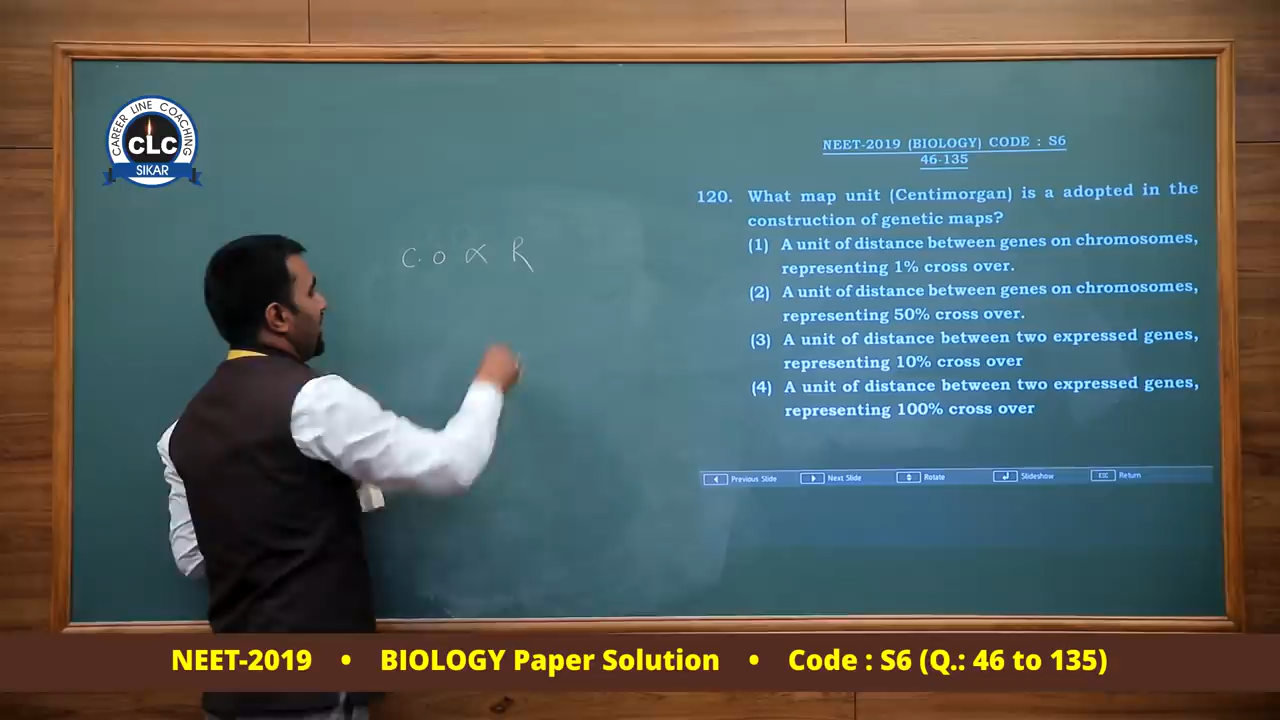 CAREER LINE COACHING
CLC
SIKAR
C.O ∝ R
NEET-2019 (BIOLOGY) CODE : S6
46-135
120. What map unit (Centimorgan) is a adopted in the
construction of genetic maps?
(1) A unit of distance between genes on chromosomes,
representing 1% cross over.
(2) A unit of distance between genes on chromosomes,
representing 50% cross over.
(3) A unit of distance between two expressed genes,
representing 10% cross over
(4) A unit of distance between two expressed genes,
representing 100% cross over
Previous Slide Next Slide Rotate Slideshow ESC Return
NEET-2019 • BIOLOGY Paper Solution • Code : S6 (Q.: 46 to 135)